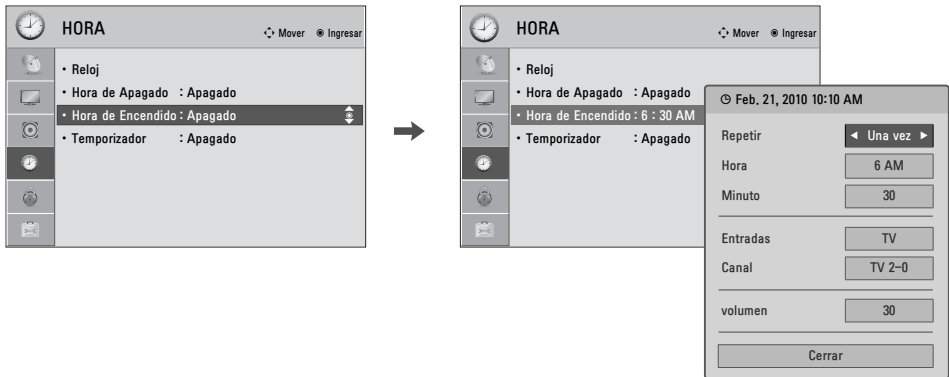 HORA
Mover Ingresar
• Reloj
• Hora de Apagado : Apagado
• Hora de Encendido : Apagado
• Temporizador : Apagado
HORA
Mover Ingresar
• Reloj
• Hora de Apagado : Apagado
• Hora de Encendido : 6 : 30 AM
• Temporizador : Apagado
Feb. 21, 2010 10:10 AM
Repetir ◄ Una vez ►
Hora 6 AM
Minuto 30
Entradas TV
Canal TV 2-0
volumen 30
Cerrar